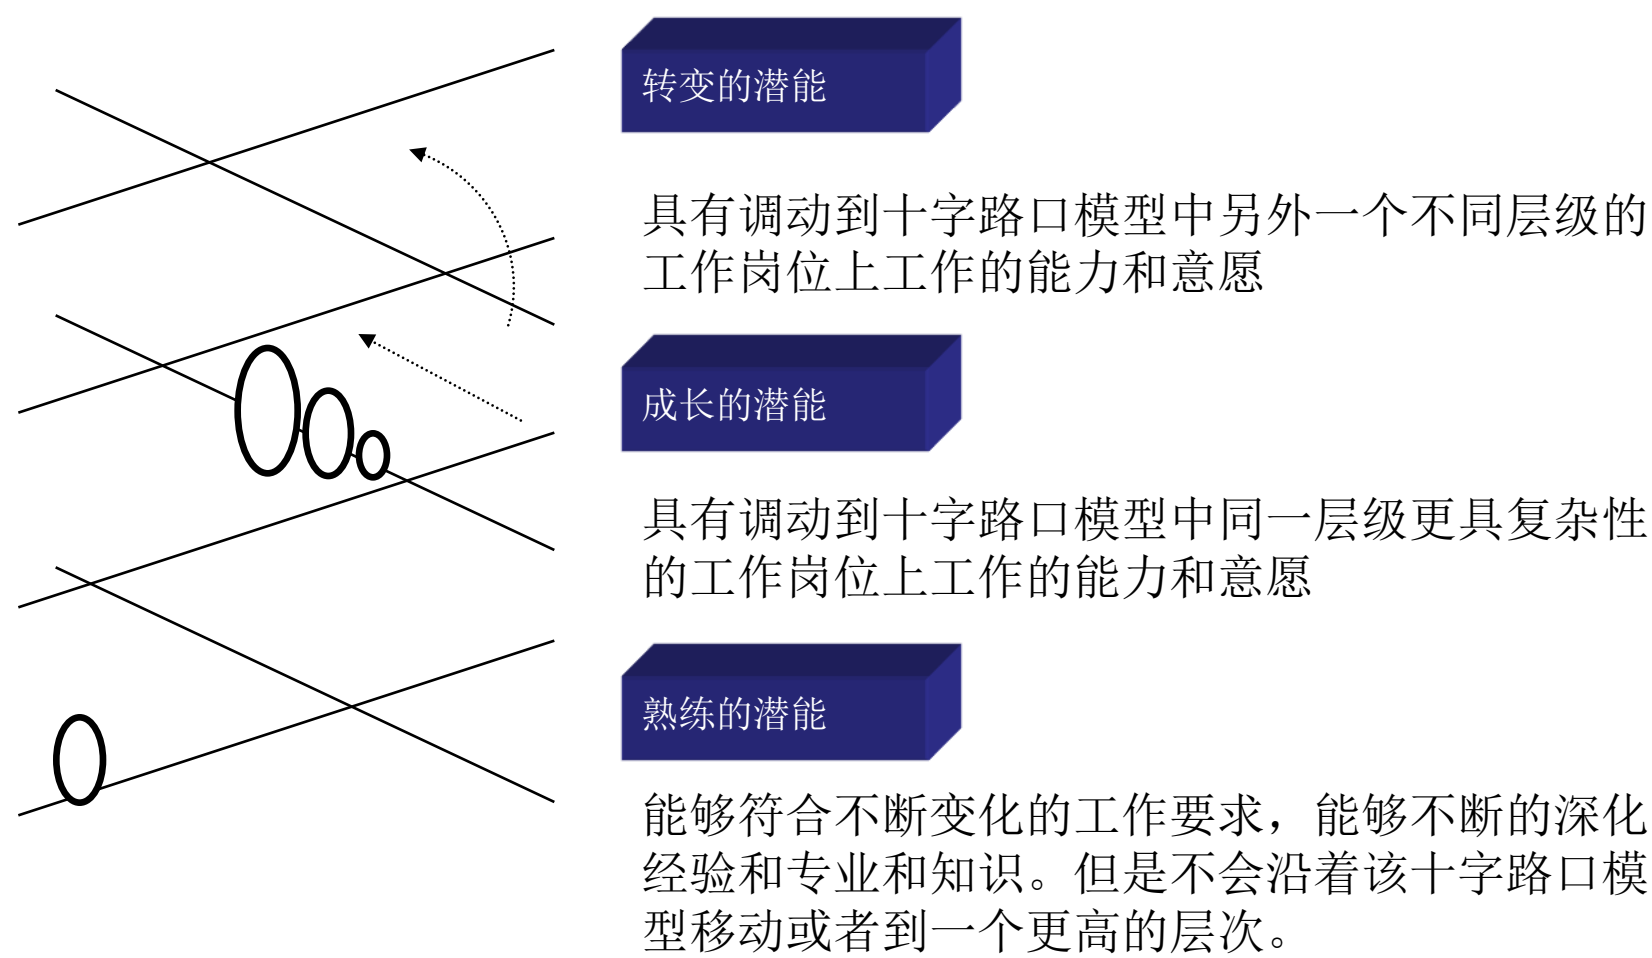 转变的潜能
具有调动到十字路口模型中另外一个不同层级的
工作岗位上工作的能力和意愿
成长的潜能
具有调动到十字路口模型中同一层级更具复杂性
的工作岗位上工作的能力和意愿
熟练的潜能
能够符合不断变化的工作要求，能够不断的深化
经验和专业和知识。但是不会沿着该十字路口模
型移动或者到一个更高的层次。